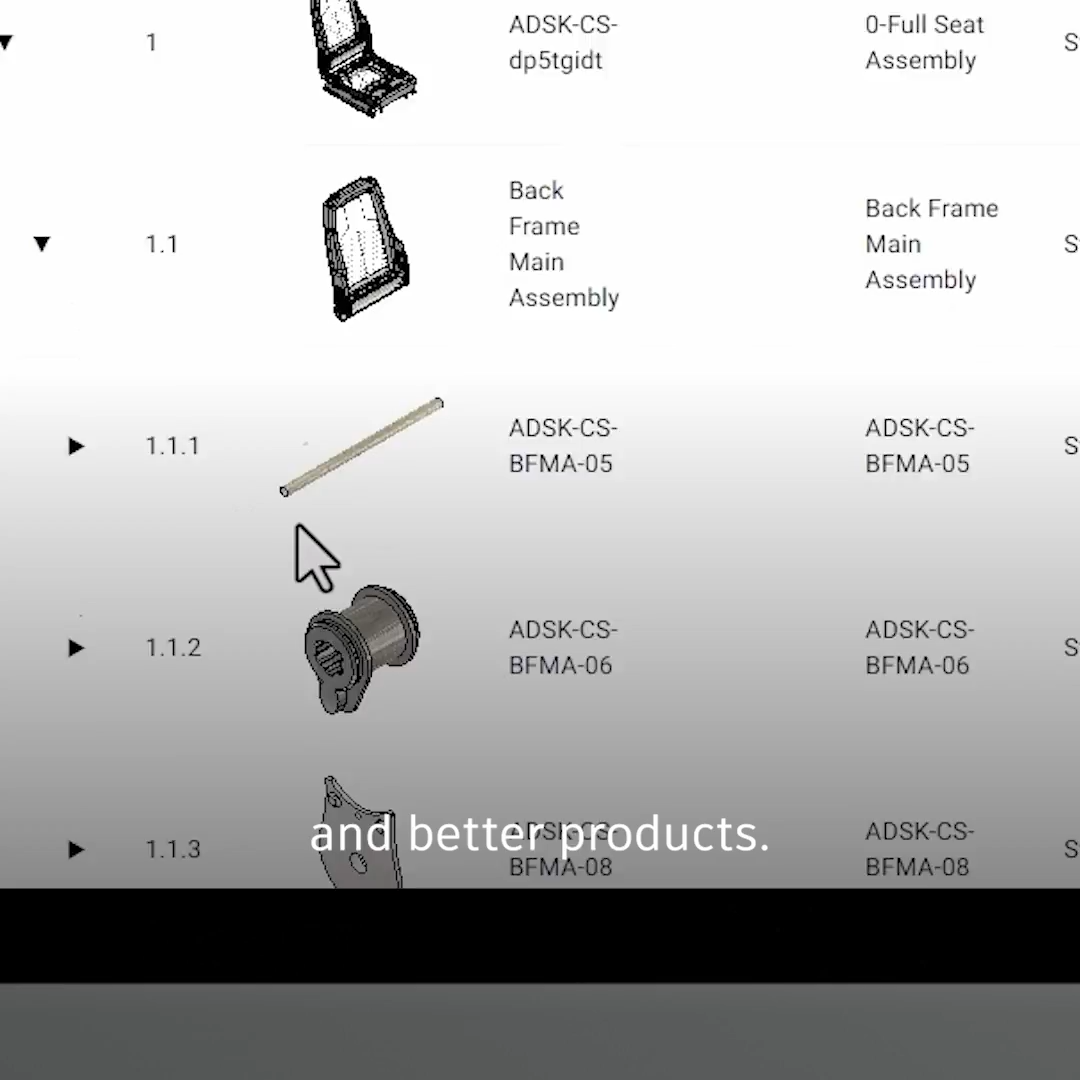 1
ADSK-CS-
dp5tgidt
0-Full Seat
Assembly
S
1.1
Back
Frame
Main
Assembly
Back Frame
Main
Assembly
S
1.1.1
ADSK-CS-
BFMA-05
ADSK-CS-
BFMA-05
S
1.1.2
ADSK-CS-
BFMA-06
ADSK-CS-
BFMA-06
S
1.1.3
ADSK-CS-
BFMA-08
ADSK-CS-
BFMA-08
S
and better products.